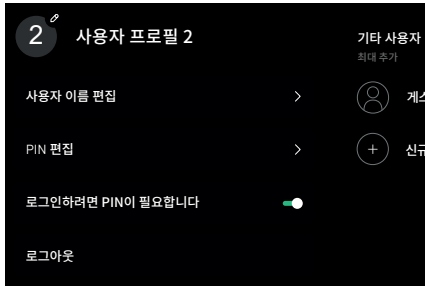 2
사용자 프로필 2
사용자 이름 편집
PIN 편집
로그인하려면 PIN이 필요합니다
로그아웃
기타 사용자
최대 추가
신규